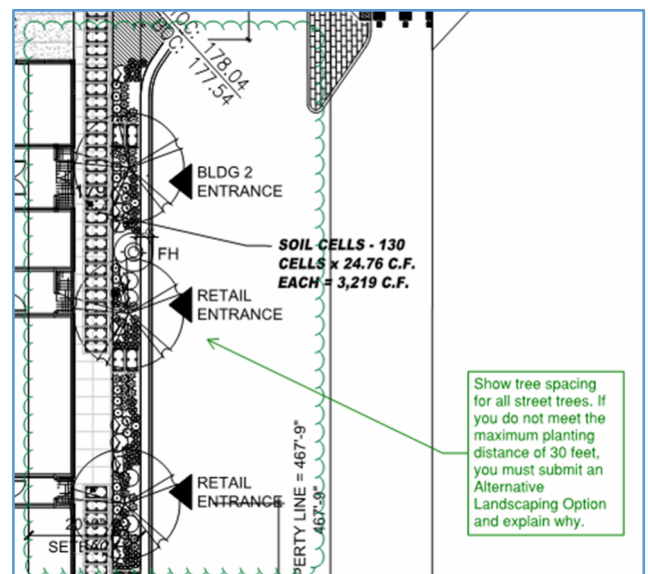 TOC: 178.04
BOC: 177.54
BLDG 2
ENTRANCE
SOIL CELLS - 130
CELLS x 24.76 C.F.
EACH = 3,219 C.F.
FH
RETAIL
ENTRANCE
Show tree spacing
for all street trees. If
you do not meet the
maximum planting
distance of 30 feet,
you must submit an
Alternative
Landscaping Option
and explain why.
RETAIL
ENTRANCE
PERTY LINE = 467'-9"
467'-9"